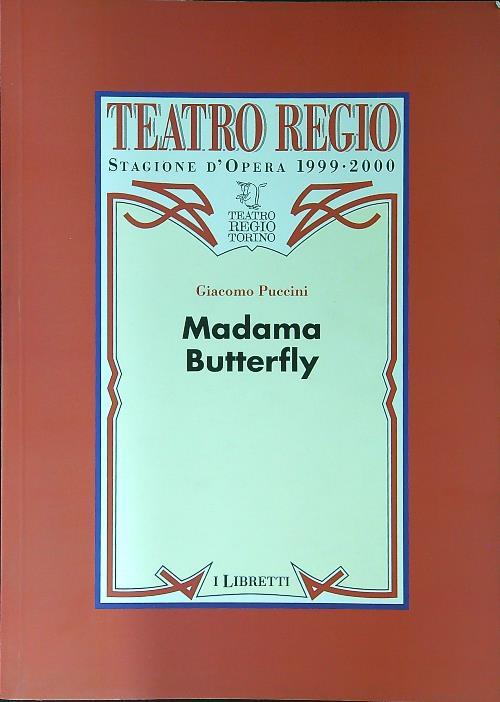 TEATRO REGIO
STAGIONE D'OPERA 1999·2000
TEATRO
REGIO
TORINO
Giacomo Puccini
Madama
Butterfly
I LIBRETTI